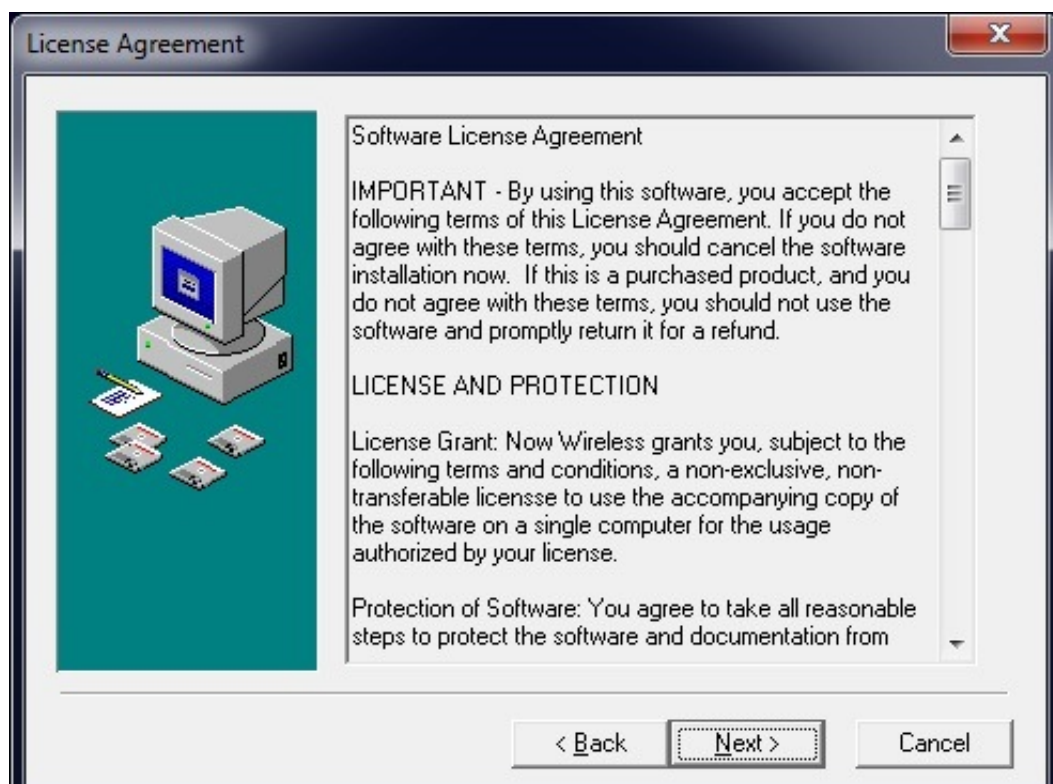 License Agreement
Software License Agreement
IMPORTANT - By using this software, you accept the
following terms of this License Agreement. If you do not
agree with these terms, you should cancel the software
installation now.  If this is a purchased product, and you
do not agree with these terms, you should not use the
software and promptly return it for a refund.
LICENSE AND PROTECTION
License Grant: Now Wireless grants you, subject to the
following terms and conditions, a non-exclusive, non-
transferable licensse to use the accompanying copy of
the software on a single computer for the usage
authorized by your license.
Protection of Software: You agree to take all reasonable
steps to protect the software and documentation from
< Back Next > Cancel